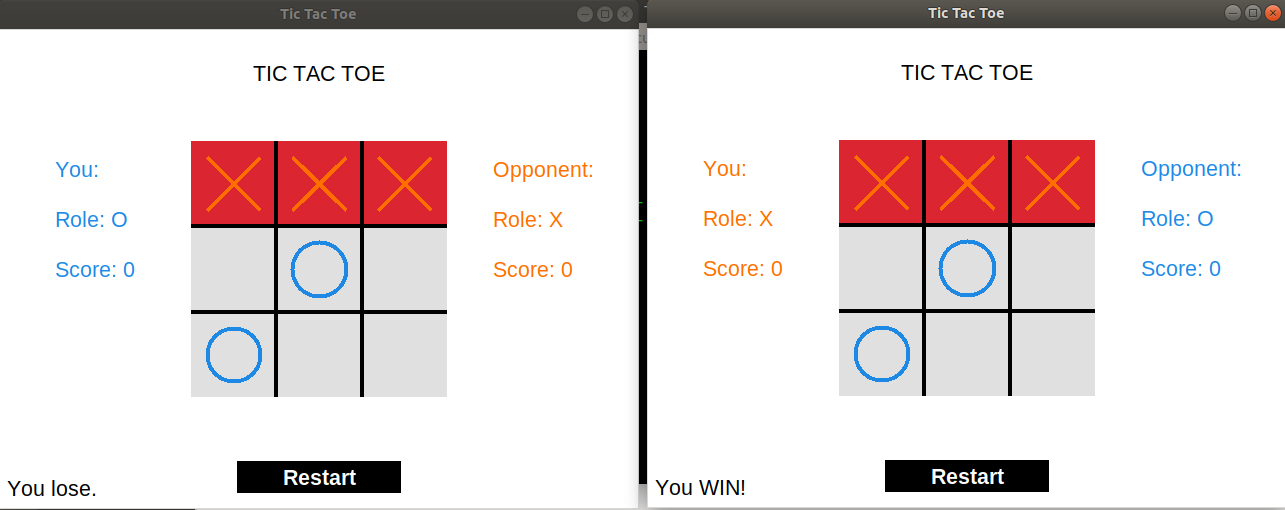 Tic Tac Toe
TIC TAC TOE
You:
Role: O
Score: 0
Opponent:
Role: X
Score: 0
Restart
You lose.
Tic Tac Toe
TIC TAC TOE
You:
Role: X
Score: 0
Opponent:
Role: O
Score: 0
Restart
You WIN!